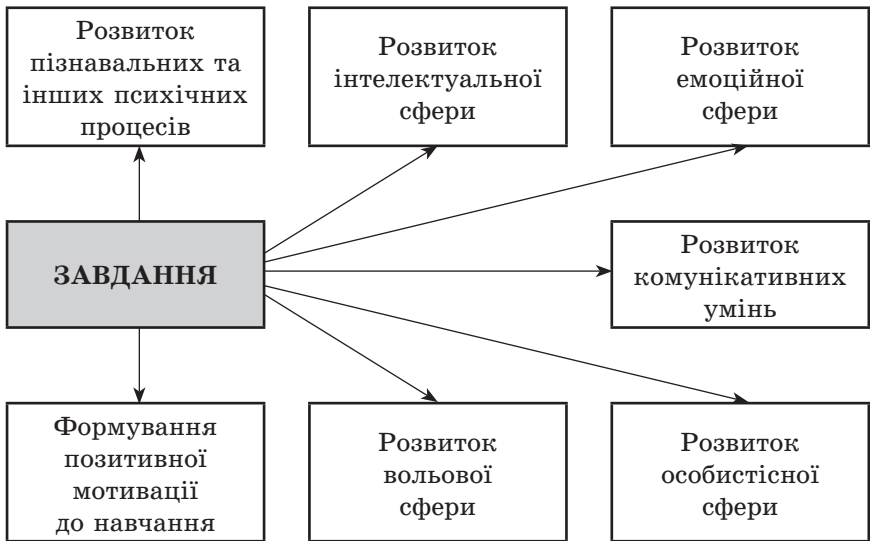 Розвиток
пізнавальних та
інших психічних
процесів
Розвиток
інтелектуальної
сфери
Розвиток
емоційної
сфери
ЗАВДАННЯ
Розвиток
комунікативних
умінь
Формування
позитивної
мотивації
до навчання
Розвиток
вольової
сфери
Розвиток
особистісної
сфери